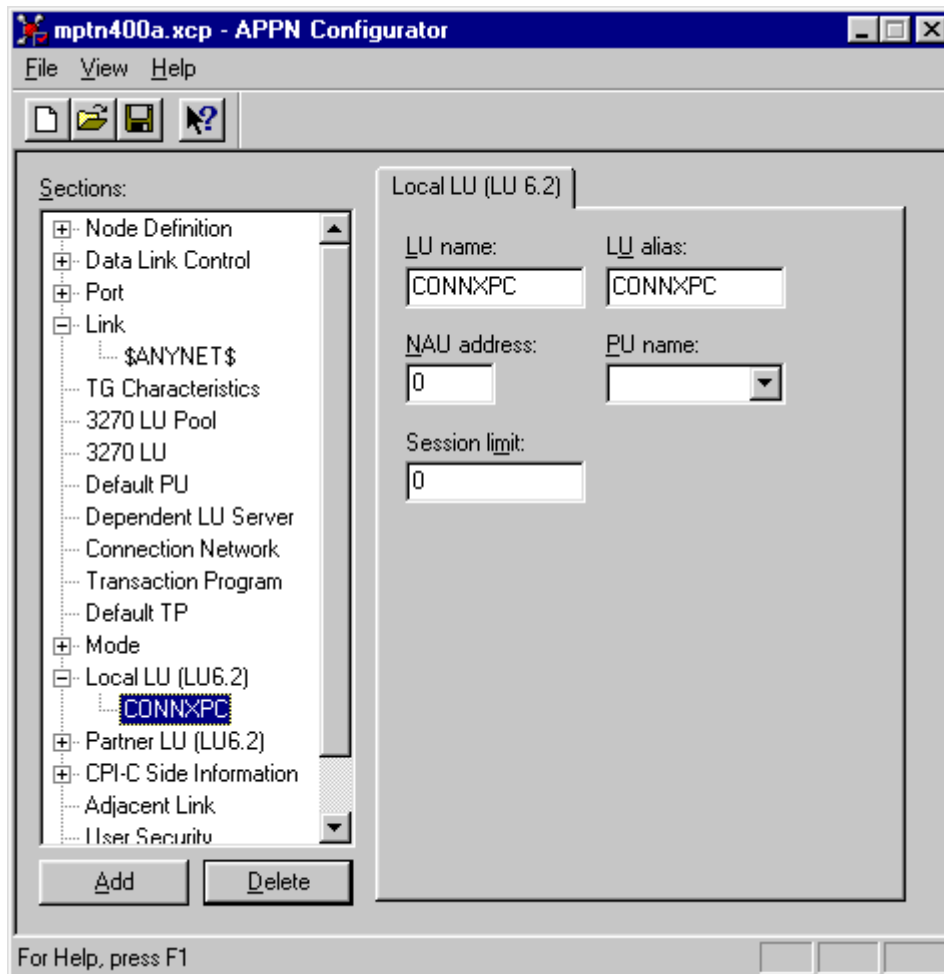 mptn400a.xcp - APPN Configurator
File View Help
Sections:
Node Definition
Data Link Control
Port
Link
$ANYNET$
TG Characteristics
3270 LU Pool
3270 LU
Default PU
Dependent LU Server
Connection Network
Transaction Program
Default TP
Mode
Local LU (LU6.2)
CONNXPC
Partner LU (LU6.2)
CPI-C Side Information
Adjacent Link
User Security
Add Delete
Local LU (LU 6.2)
LU name: LU alias:
CONNXPC CONNXPC
NAU address: PU name:
0
Session limit:
0
For Help, press F1